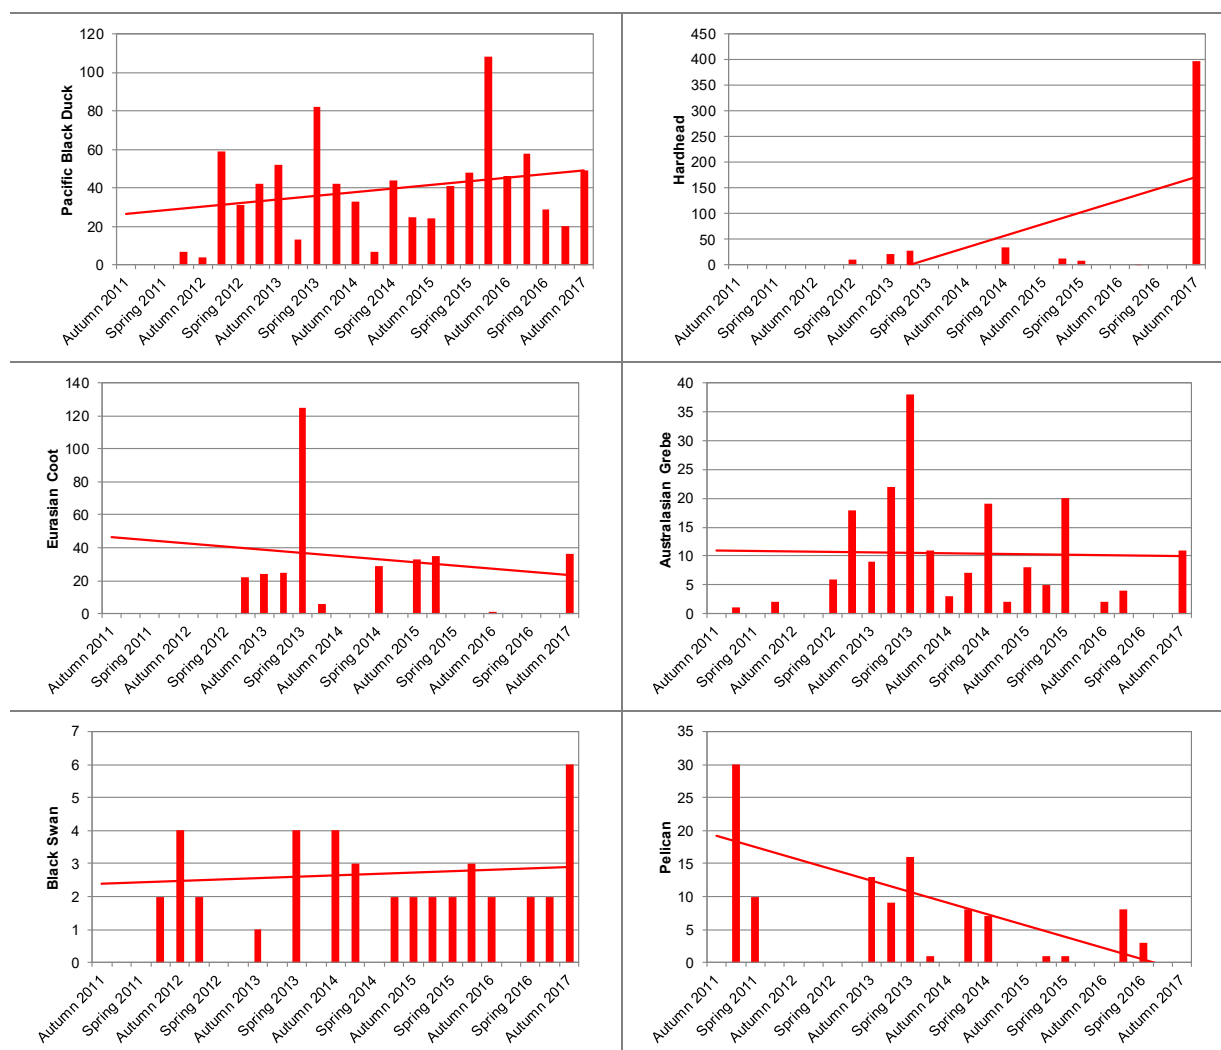 Pacific Black Duck
120
100
80
60
40
20
0
Autumn 2011
Spring 2011
Autumn 2012
Spring 2012
Autumn 2013
Spring 2013
Autumn 2014
Spring 2014
Autumn 2015
Spring 2015
Autumn 2016
Spring 2016
Autumn 2017
Hardhead
450
400
350
300
250
200
150
100
50
0
Autumn 2011
Spring 2011
Autumn 2012
Spring 2012
Autumn 2013
Spring 2013
Autumn 2014
Spring 2014
Autumn 2015
Spring 2015
Autumn 2016
Spring 2016
Autumn 2017
Eurasian Coot
140
120
100
80
60
40
20
0
Autumn 2011
Spring 2011
Autumn 2012
Spring 2012
Autumn 2013
Spring 2013
Autumn 2014
Spring 2014
Autumn 2015
Spring 2015
Autumn 2016
Spring 2016
Autumn 2017
Australasian Grebe
40
35
30
25
20
15
10
5
0
Autumn 2011
Spring 2011
Autumn 2012
Spring 2012
Autumn 2013
Spring 2013
Autumn 2014
Spring 2014
Autumn 2015
Spring 2015
Autumn 2016
Spring 2016
Autumn 2017
Black Swan
7
6
5
4
3
2
1
0
Autumn 2011
Spring 2011
Autumn 2012
Spring 2012
Autumn 2013
Spring 2013
Autumn 2014
Spring 2014
Autumn 2015
Spring 2015
Autumn 2016
Spring 2016
Autumn 2017
Pelican
35
30
25
20
15
10
5
0
Autumn 2011
Spring 2011
Autumn 2012
Spring 2012
Autumn 2013
Spring 2013
Autumn 2014
Spring 2014
Autumn 2015
Spring 2015
Autumn 2016
Spring 2016
Autumn 2017